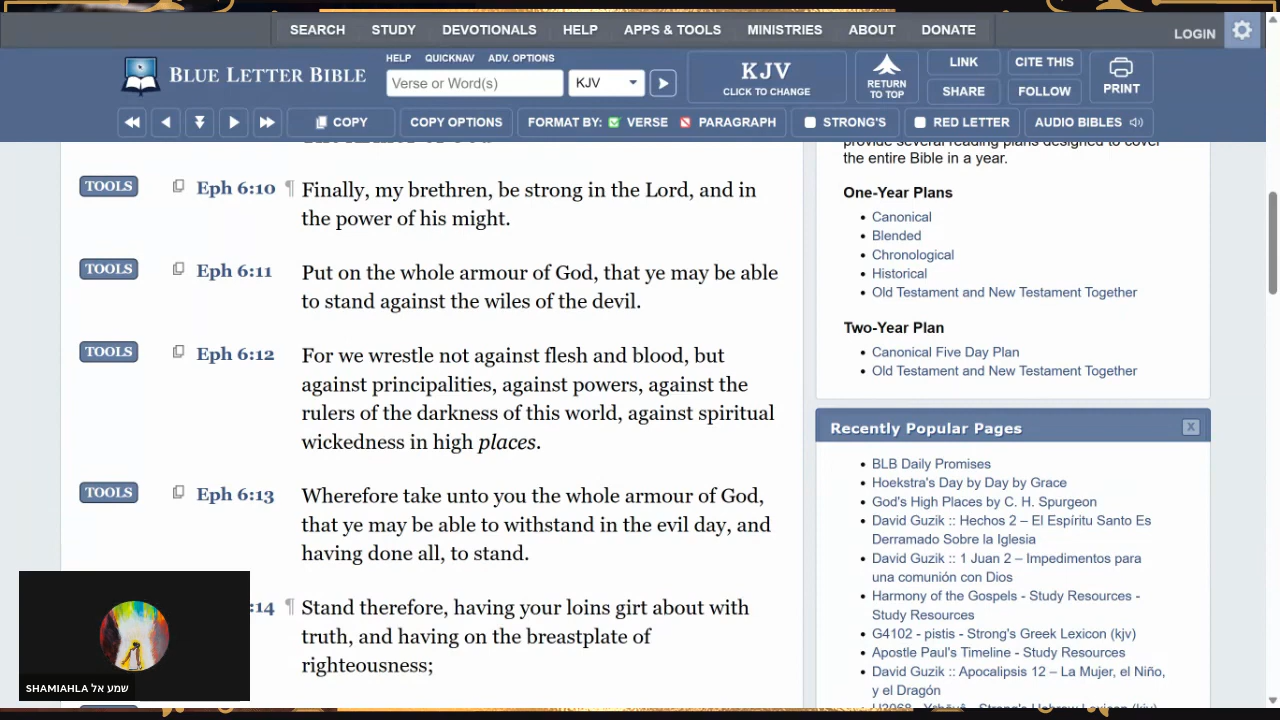 SEARCH STUDY DEVOTIONALS HELP APPS & TOOLS MINISTRIES ABOUT DONATE LOGIN
HELP QUICKNAV ADV. OPTIONS
BLUE LETTER BIBLE
Verse or Word(s) KJV
KJV
CLICK TO CHANGE
RETURN
TO TOP
LINK CITE THIS
SHARE FOLLOW
PRINT
COPY COPY OPTIONS FORMAT BY: VERSE PARAGRAPH STRONG'S RED LETTER AUDIO BIBLES
TOOLS Eph 6:10 ¶ Finally, my brethren, be strong in the Lord, and in
the power of his might.
TOOLS Eph 6:11 Put on the whole armour of God, that ye may be able
to stand against the wiles of the devil.
TOOLS Eph 6:12 For we wrestle not against flesh and blood, but
against principalities, against powers, against the
rulers of the darkness of this world, against spiritual
wickedness in high places.
TOOLS Eph 6:13 Wherefore take unto you the whole armour of God,
that ye may be able to withstand in the evil day, and
having done all, to stand.
:14 ¶ Stand therefore, having your loins girt about with
truth, and having on the breastplate of
righteousness;
SHAMIAHLA שמע אל
provide several reading plans designed to cover
the entire Bible in a year.
One-Year Plans
Canonical
Blended
Chronological
Historical
Old Testament and New Testament Together
Two-Year Plan
Canonical Five Day Plan
Old Testament and New Testament Together
Recently Popular Pages X
BLB Daily Promises
Hoekstra's Day by Day by Grace
God's High Places by C. H. Spurgeon
David Guzik :: Hechos 2 – El Espíritu Santo Es
Derramado Sobre la Iglesia
David Guzik :: 1 Juan 2 – Impedimentos para
una comunión con Dios
Harmony of the Gospels - Study Resources -
Study Resources
G4102 - pistis - Strong's Greek Lexicon (kjv)
Apostle Paul's Timeline - Study Resources
David Guzik :: Apocalipsis 12 – La Mujer, el Niño,
y el Dragón